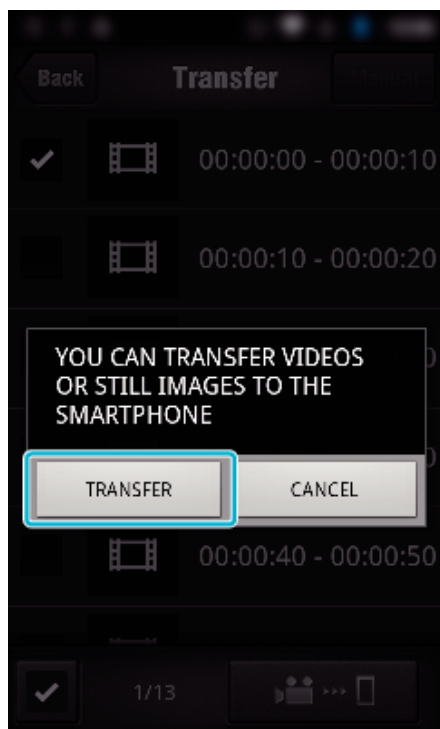 Back
Transfer
Manual
00:00:00 - 00:00:10
00:00:10 - 00:00:20
YOU CAN TRANSFER VIDEOS
OR STILL IMAGES TO THE
SMARTPHONE
TRANSFER
CANCEL
00:00:40 - 00:00:50
1/13